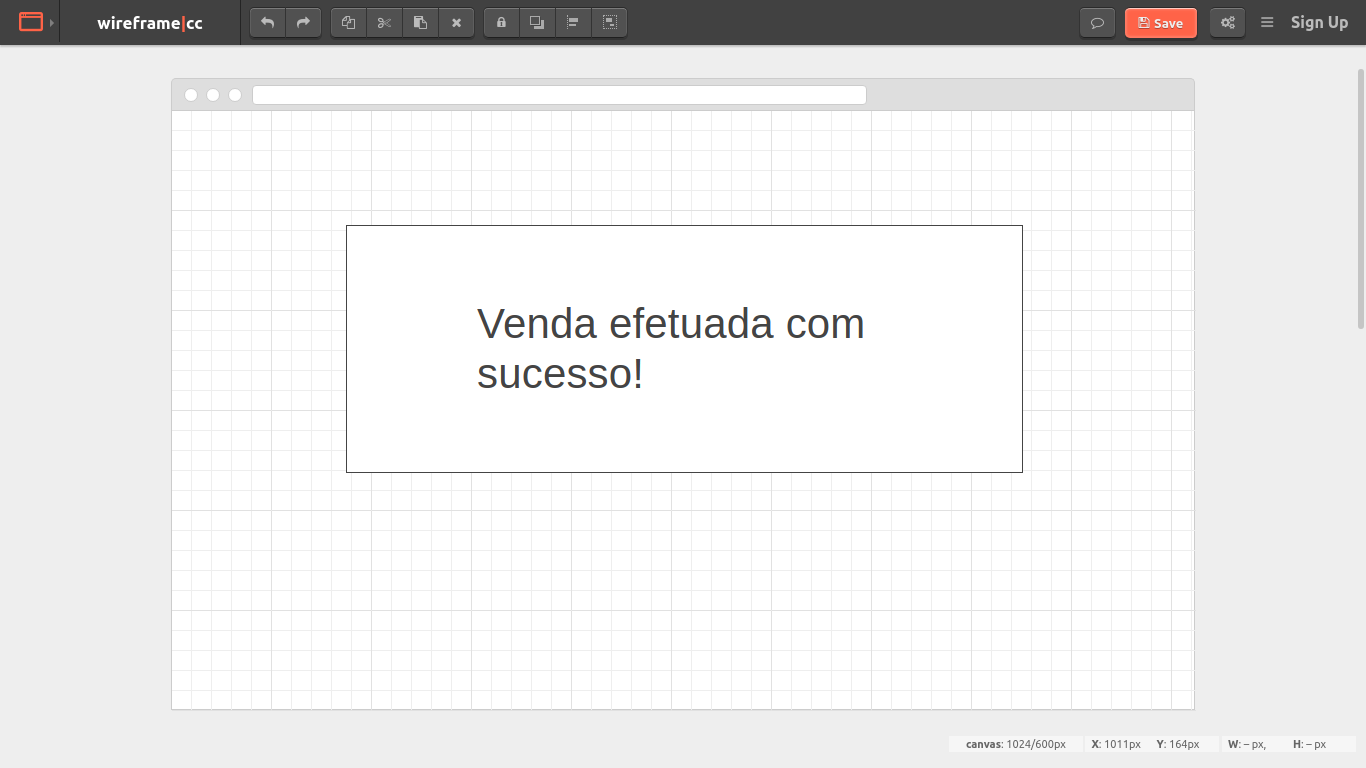 wireframe|cc
Save
Sign Up
Venda efetuada com
sucesso!
canvas: 1024/600px X: 1011px Y: 164px W: – px, H: – px